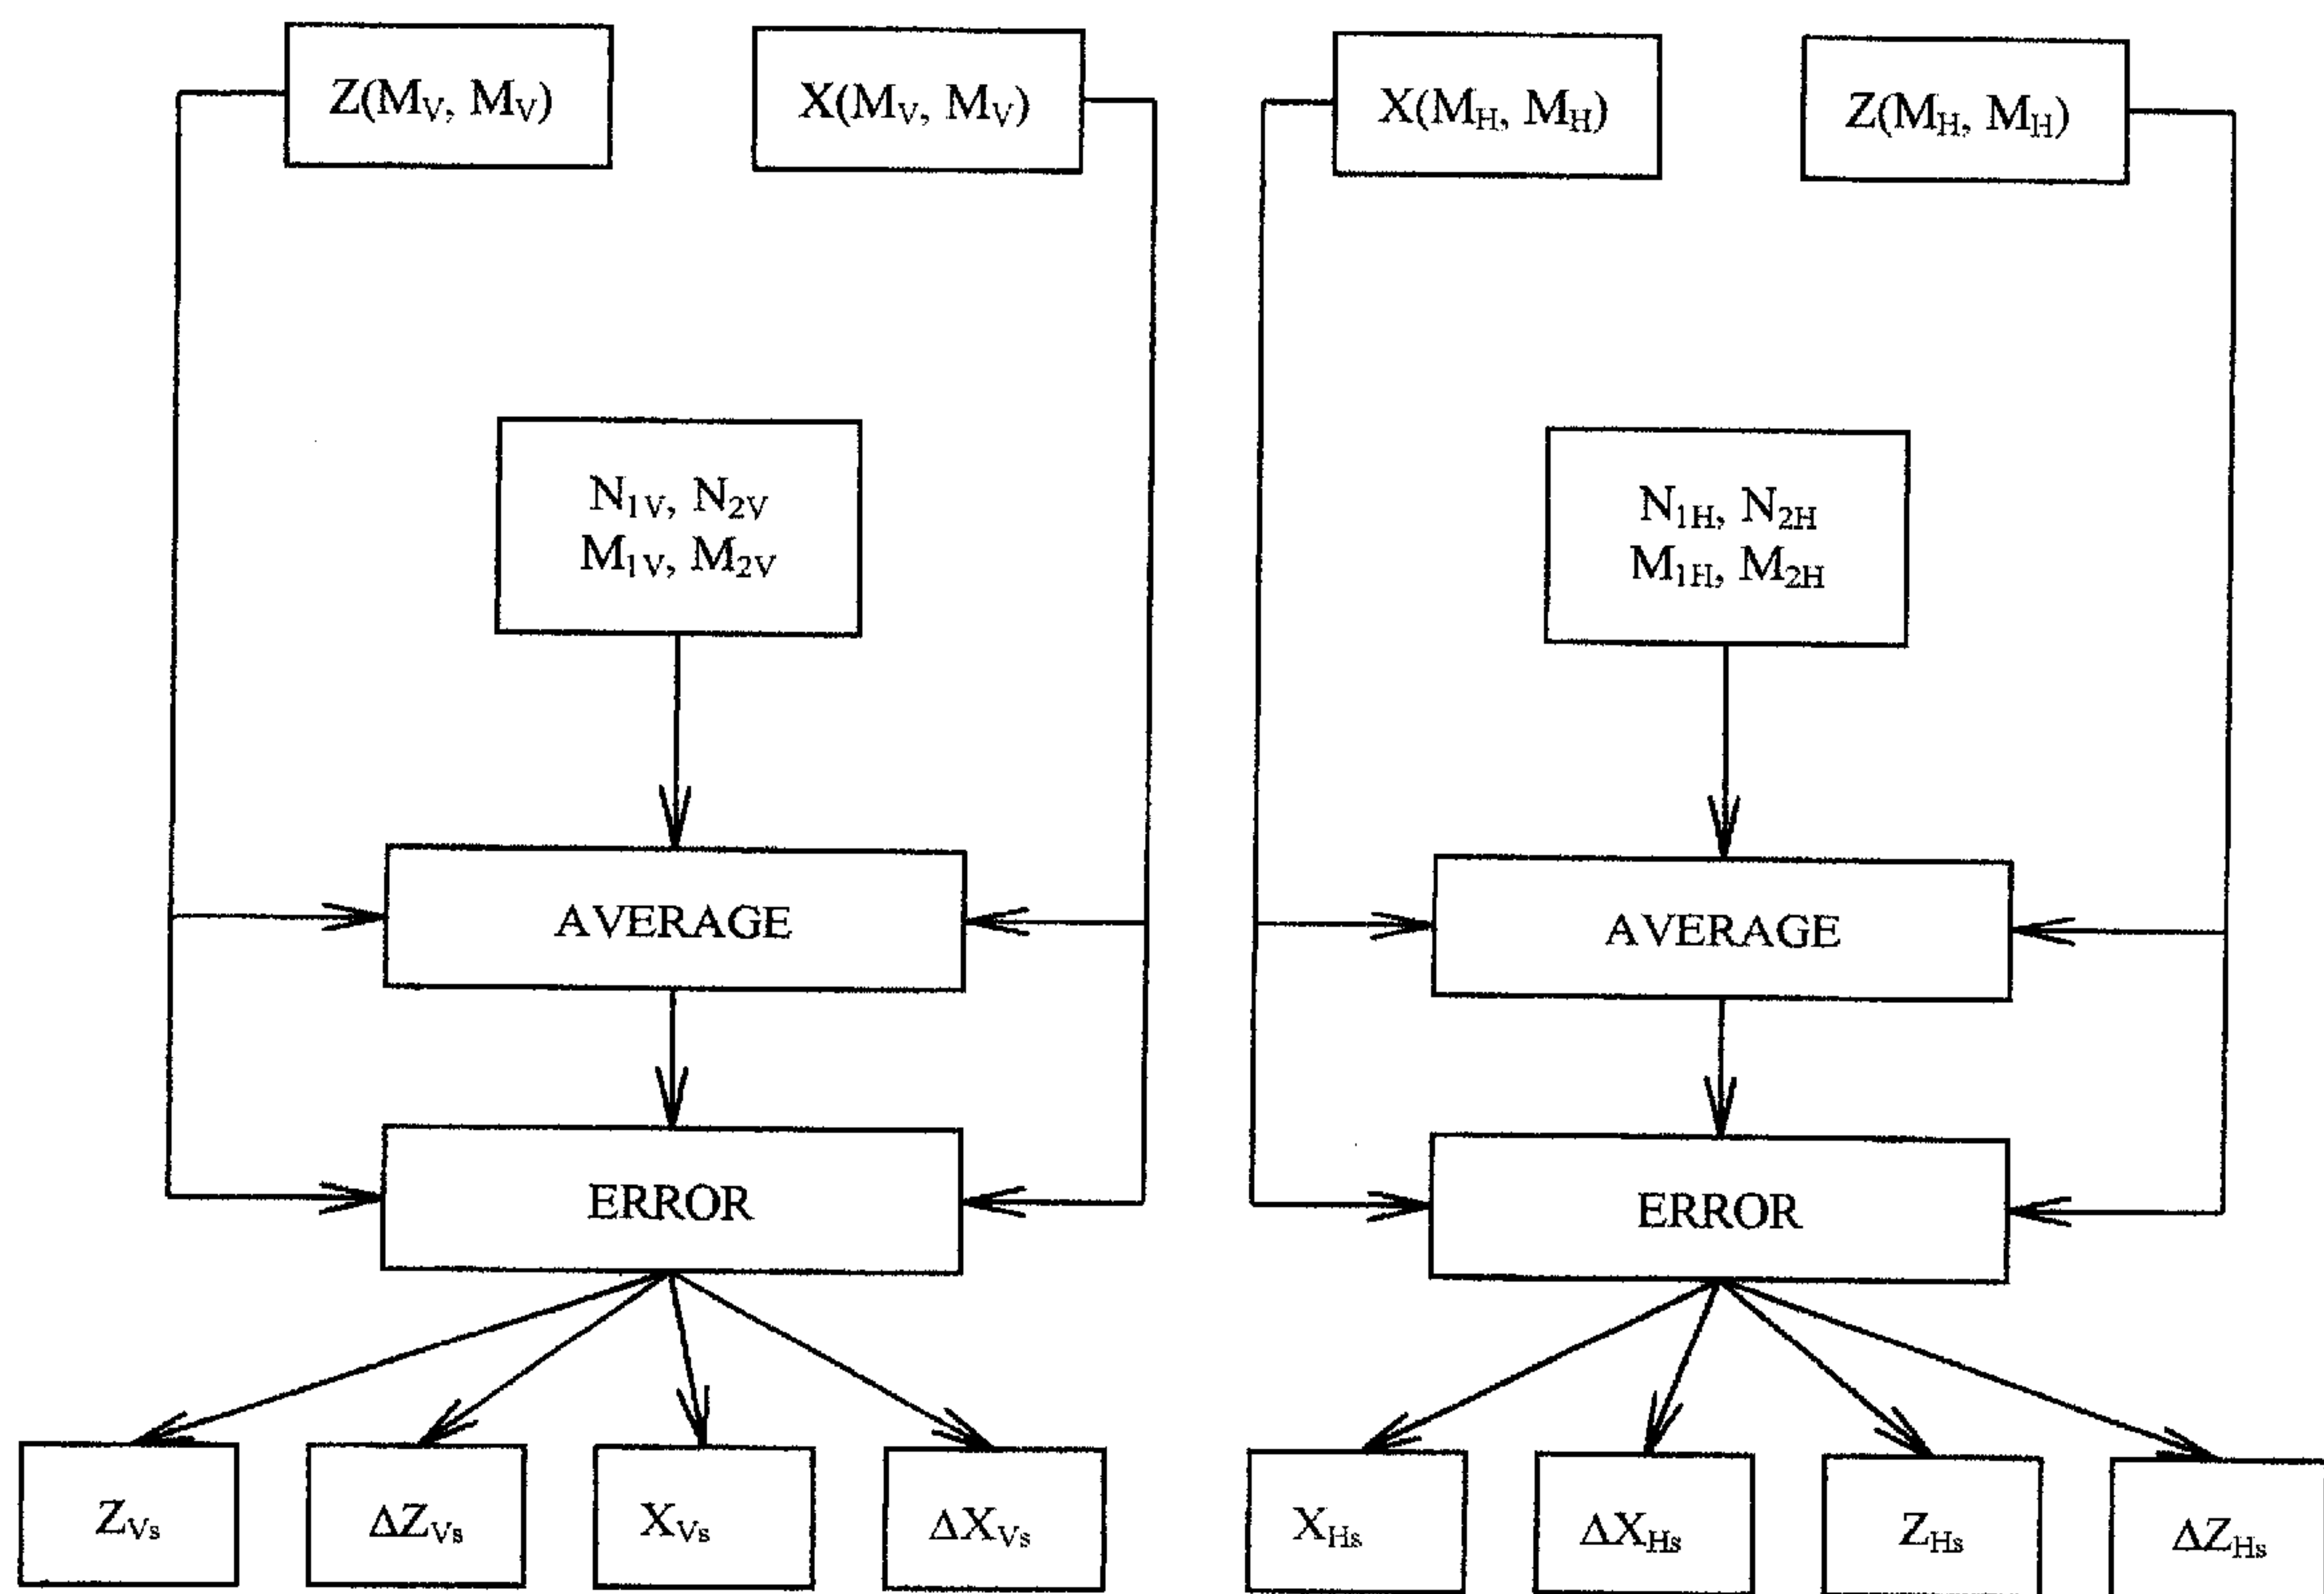 Z(M_V, M_V)
X(M_V, M_V)
X(M_H, M_H)
Z(M_H, M_H)
N_1V, N_2V
M_1V, M_2V
N_1H, N_2H
M_1H, M_2H
AVERAGE
AVERAGE
ERROR
ERROR
Z_Vs
ΔZ_Vs
X_Vs
ΔX_Vs
X_Hs
ΔX_Hs
Z_Hs
ΔZ_Hs